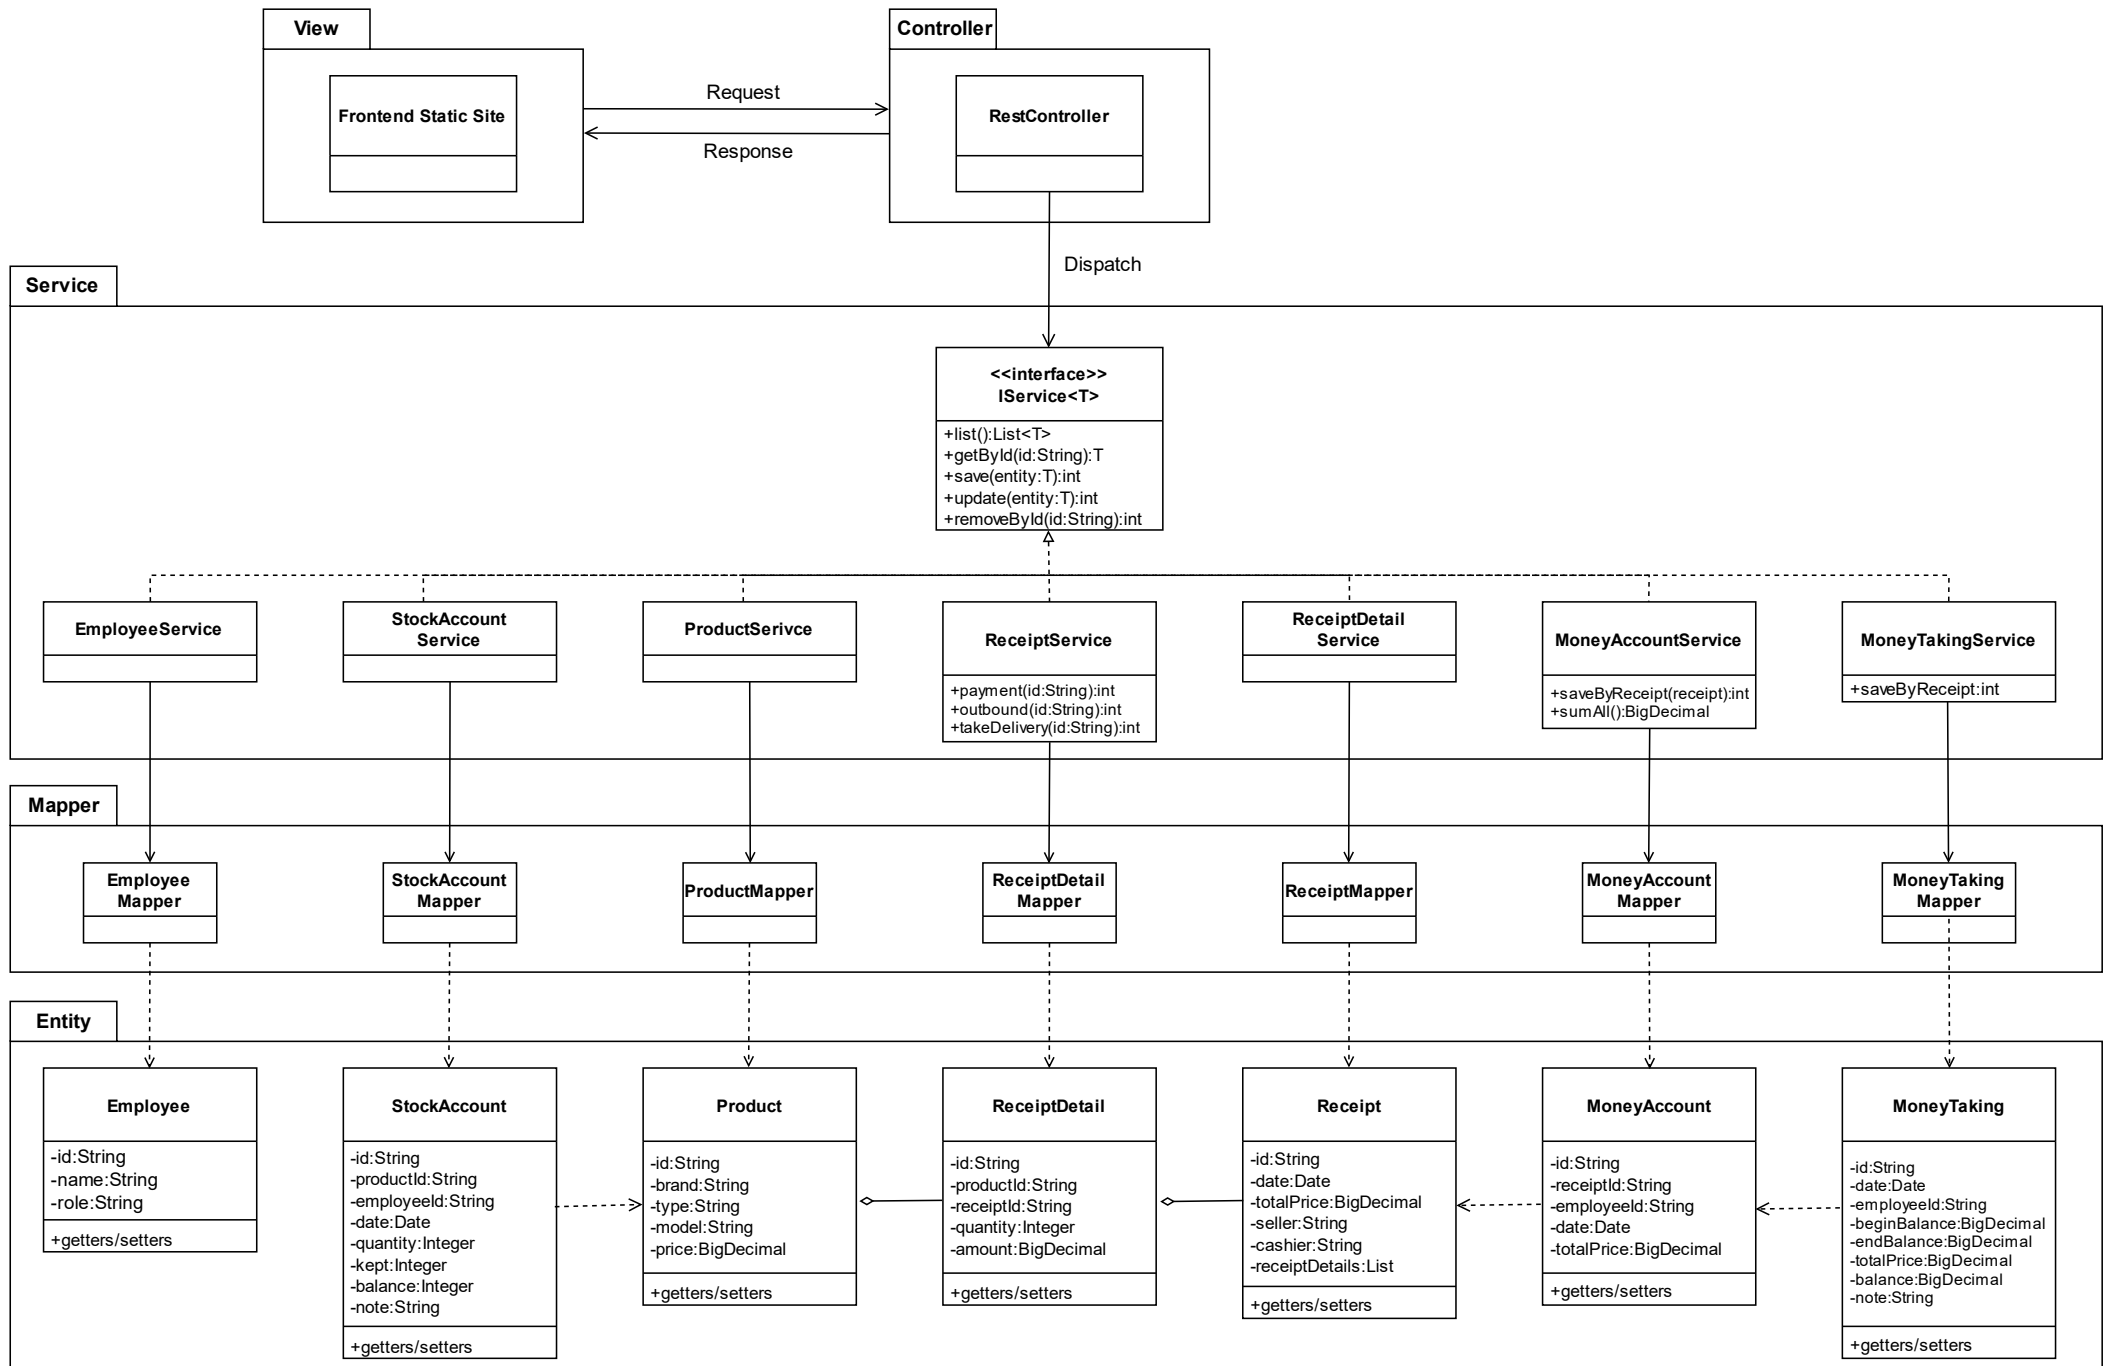 View
Controller
Frontend Static Site
Request
Response
RestController
Dispatch
Service
<<interface>>
IService<T>
+list():List<T>
+getById(id:String):T
+save(entity:T):int
+update(entity:T):int
+removeById(id:String):int
EmployeeService
StockAccount
Service
ProductSerivce
ReceiptService
+payment(id:String):int
+outbound(id:String):int
+takeDelivery(id:String):int
ReceiptDetail
Service
MoneyAccountService
+saveByReceipt(receipt):int
+sumAll():BigDecimal
MoneyTakingService
+saveByReceipt:int
Mapper
Employee
Mapper
StockAccount
Mapper
ProductMapper
ReceiptDetail
Mapper
ReceiptMapper
MoneyAccount
Mapper
MoneyTaking
Mapper
Entity
Employee
-id:String
-name:String
-role:String
+getters/setters
StockAccount
-id:String
-productId:String
-employeeId:String
-date:Date
-quantity:Integer
-kept:Integer
-balance:Integer
-note:String
+getters/setters
Product
-id:String
-brand:String
-type:String
-model:String
-price:BigDecimal
+getters/setters
ReceiptDetail
-id:String
-productId:String
-receiptId:String
-quantity:Integer
-amount:BigDecimal
+getters/setters
Receipt
-id:String
-date:Date
-totalPrice:BigDecimal
-seller:String
-cashier:String
-receiptDetails:List
+getters/setters
MoneyAccount
-id:String
-receiptId:String
-employeeId:String
-date:Date
-totalPrice:BigDecimal
+getters/setters
MoneyTaking
-id:String
-date:Date
-employeeId:String
-beginBalance:BigDecimal
-endBalance:BigDecimal
-totalPrice:BigDecimal
-balance:BigDecimal
-note:String
+getters/setters